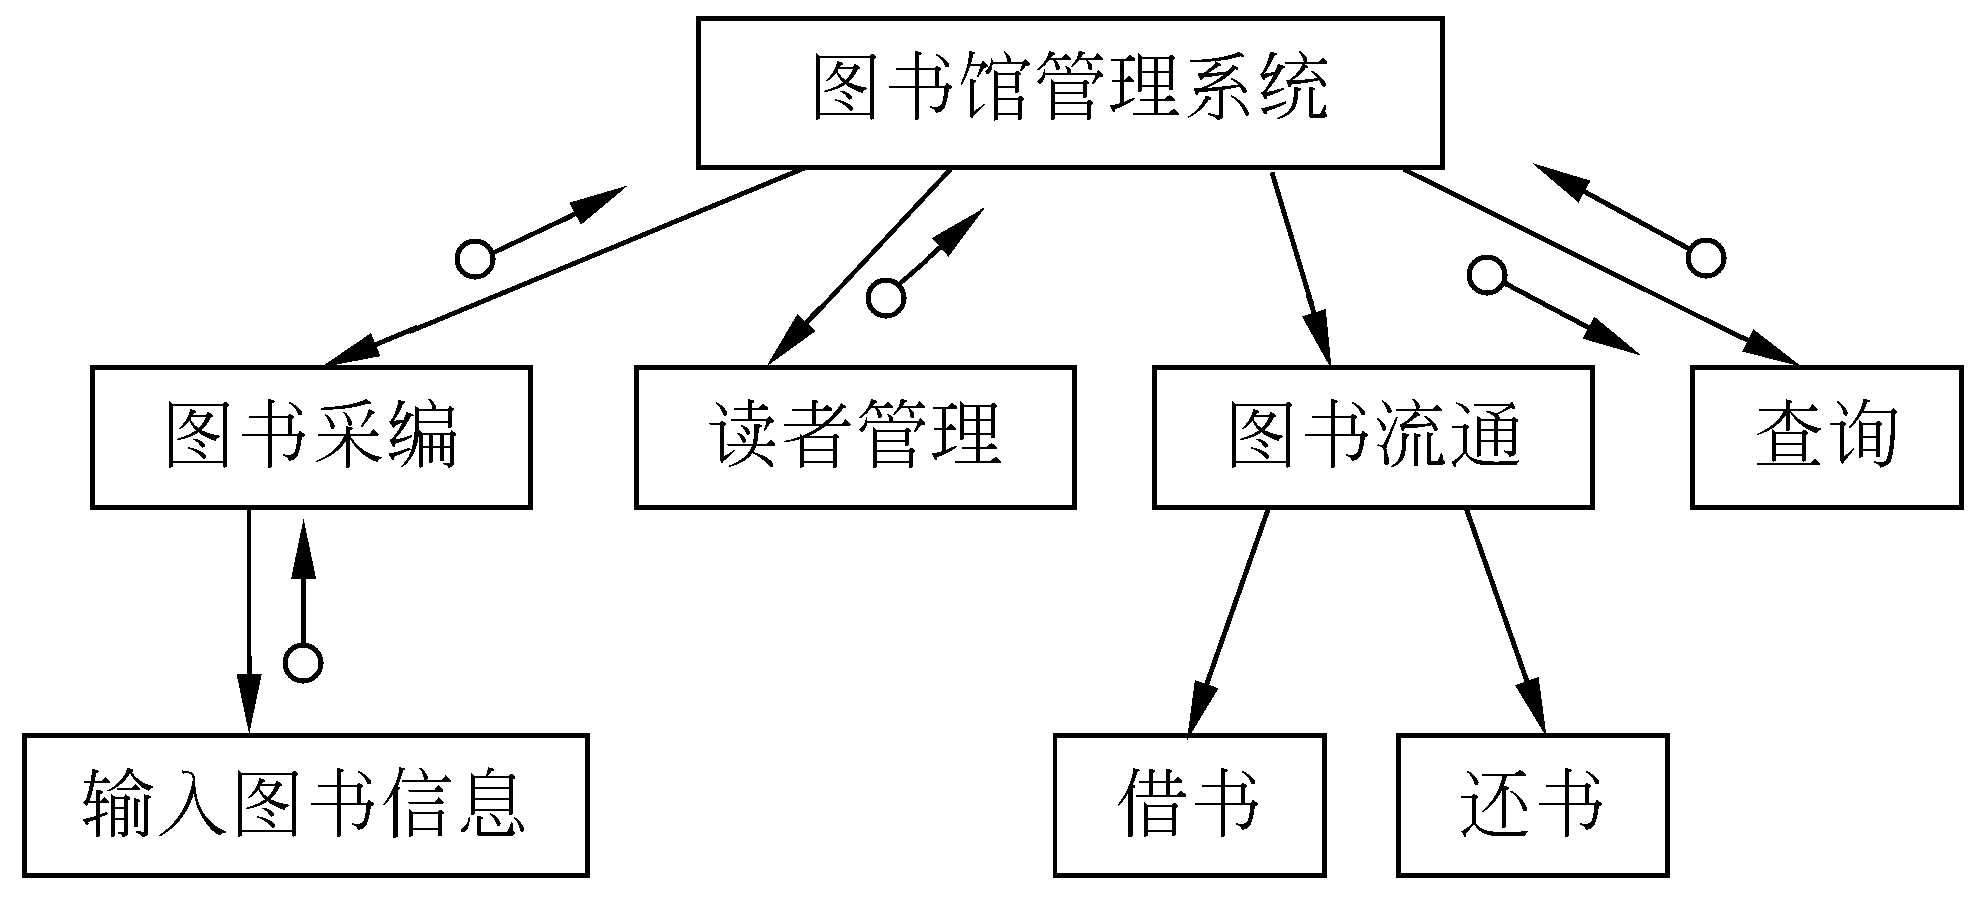 图书馆管理系统
图书采编
读者管理
图书流通
查询
输入图书信息
借书
还书